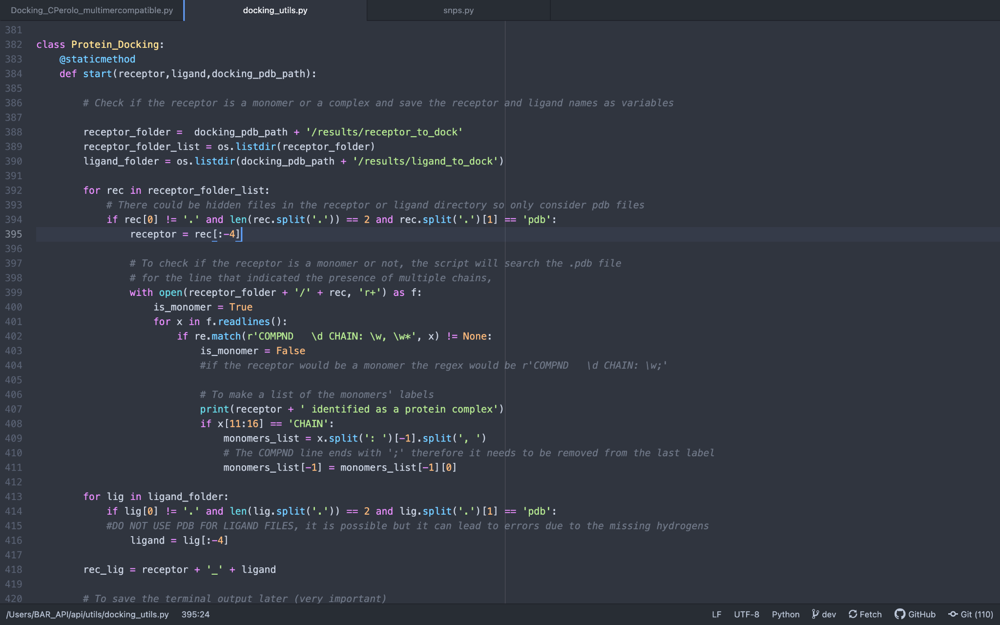 Docking_CPerolo_multimercompatible.py docking_utils.py snps.py
381
382 class Protein_Docking:
383     @staticmethod
384     def start(receptor,ligand,docking_pdb_path):
385
386         # Check if the receptor is a monomer or a complex and save the receptor and ligand names as variables
387
388         receptor_folder =  docking_pdb_path + '/results/receptor_to_dock'
389         receptor_folder_list = os.listdir(receptor_folder)
390         ligand_folder = os.listdir(docking_pdb_path + '/results/ligand_to_dock')
391
392         for rec in receptor_folder_list:
393             # There could be hidden files in the receptor or ligand directory so only consider pdb files
394             if rec[0] != '.' and len(rec.split('.')) == 2 and rec.split('.')[1] == 'pdb':
395                 receptor = rec[:-4]
396
397                 # To check if the receptor is a monomer or not, the script will search the .pdb file
398                 # for the line that indicated the presence of multiple chains,
399                 with open(receptor_folder + '/' + rec, 'r+') as f:
400                     is_monomer = True
401                     for x in f.readlines():
402                         if re.match(r'COMPND   \d CHAIN: \w, \w*', x) != None:
403                             is_monomer = False
404                             #if the receptor would be a monomer the regex would be r'COMPND   \d CHAIN: \w;'
405
406                             # To make a list of the monomers' labels
407                             print(receptor + ' identified as a protein complex')
408                             if x[11:16] == 'CHAIN':
409                                 monomers_list = x.split(': ')[-1].split(', ')
410                                 # The COMPND line ends with ';' therefore it needs to be removed from the last label
411                                 monomers_list[-1] = monomers_list[-1][0]
412
413         for lig in ligand_folder:
414             if lig[0] != '.' and len(lig.split('.')) == 2 and lig.split('.')[1] == 'pdb':
415             #DO NOT USE PDB FOR LIGAND FILES, it is possible but it can lead to errors due to the missing hydrogens
416                 ligand = lig[:-4]
417
418         rec_lig = receptor + '_' + ligand
419
420         # To save the terminal output later (very important)
/Users/BAR_API/api/utils/docking_utils.py 395:24 LF UTF-8 Python dev Fetch GitHub Git (110)